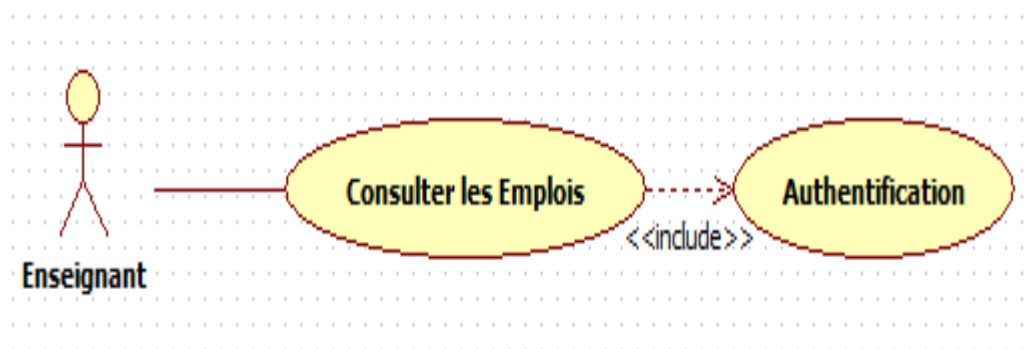 Consulter les Emplois
Authentification
<<include>>
Enseignant